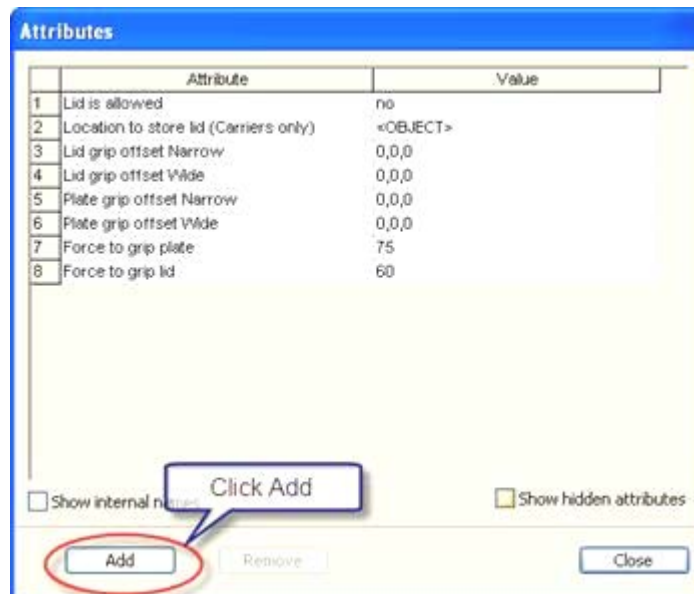 Attributes
Attribute Value
1 Lid is allowed no
2 Location to store lid (Carriers only) <OBJECT>
3 Lid grip offset Narrow 0,0,0
4 Lid grip offset Wide 0,0,0
5 Plate grip offset Narrow 0,0,0
6 Plate grip offset Wide 0,0,0
7 Force to grip plate 75
8 Force to grip lid 60
Click Add
Show internal names Show hidden attributes
Add Remove Close